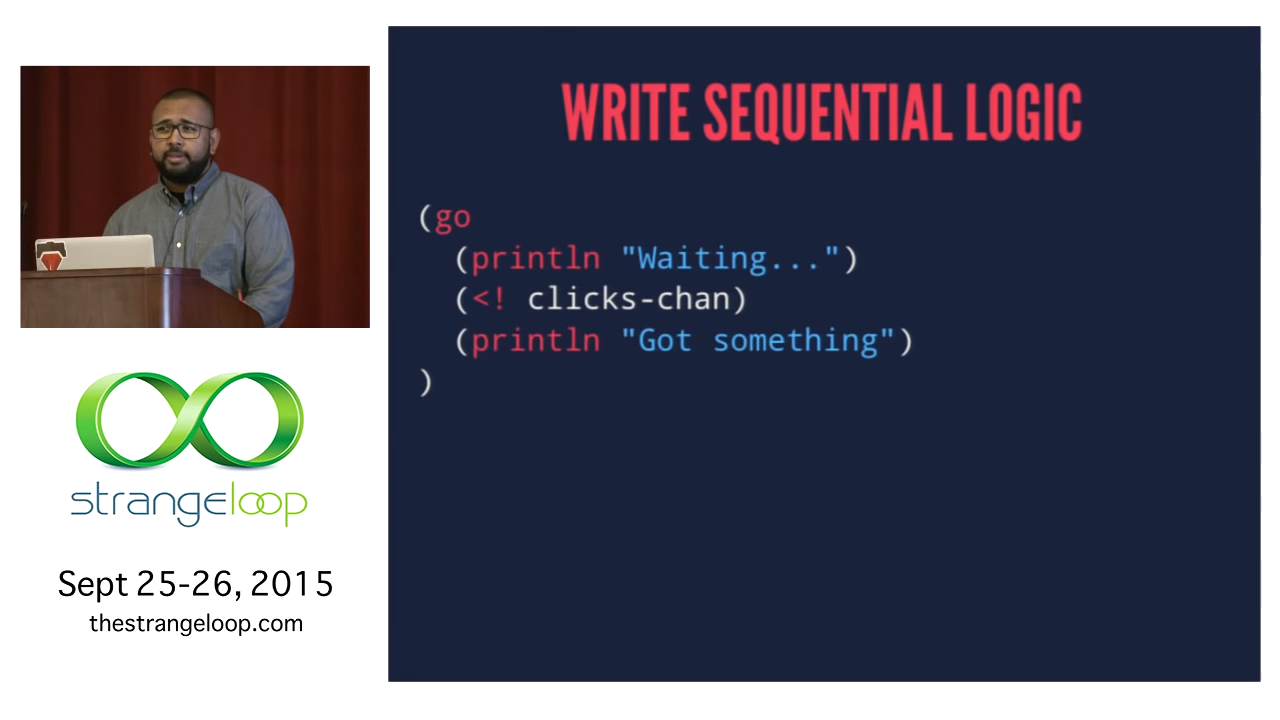 WRITE SEQUENTIAL LOGIC
(go
  (println "Waiting...")
  (<! clicks-chan)
  (println "Got something")
)
strangeloop
Sept 25-26, 2015
thestrangeloop.com